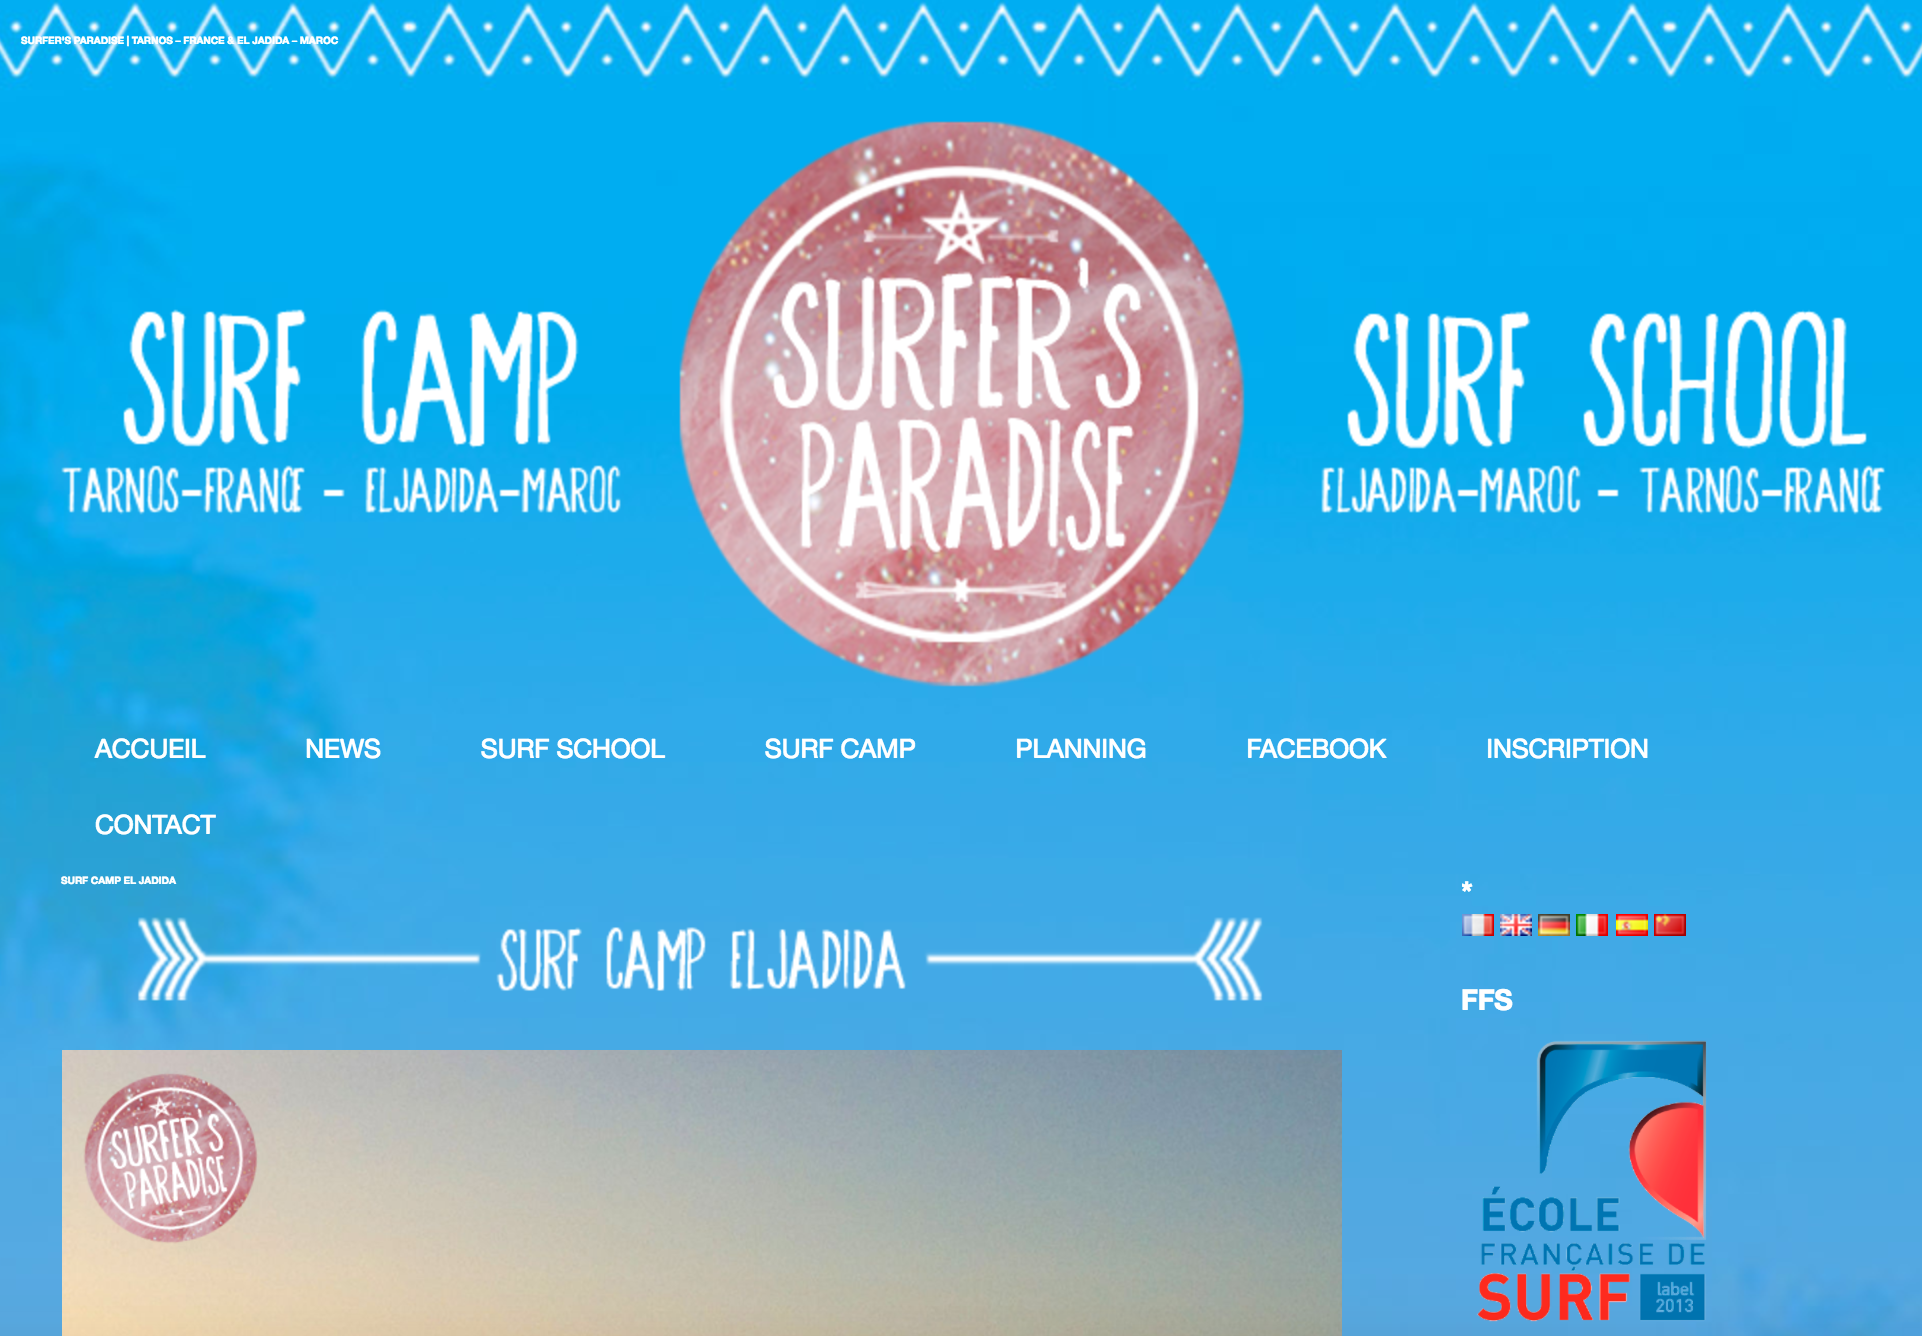 SURFER'S PARADISE | TARNOS – FRANCE & EL JADIDA – MAROC
SURF CAMP
TARNOS-FRANCE - ELJADIDA-MAROC
SURFER'S
PARADISE
SURF SCHOOL
ELJADIDA-MAROC - TARNOS-FRANCE
ACCUEIL NEWS SURF SCHOOL SURF CAMP PLANNING FACEBOOK INSCRIPTION
CONTACT
SURF CAMP EL JADIDA
SURF CAMP ELJADIDA
SURFER'S
PARADISE
*
FFS
ÉCOLE
FRANÇAISE DE
SURF label
2013